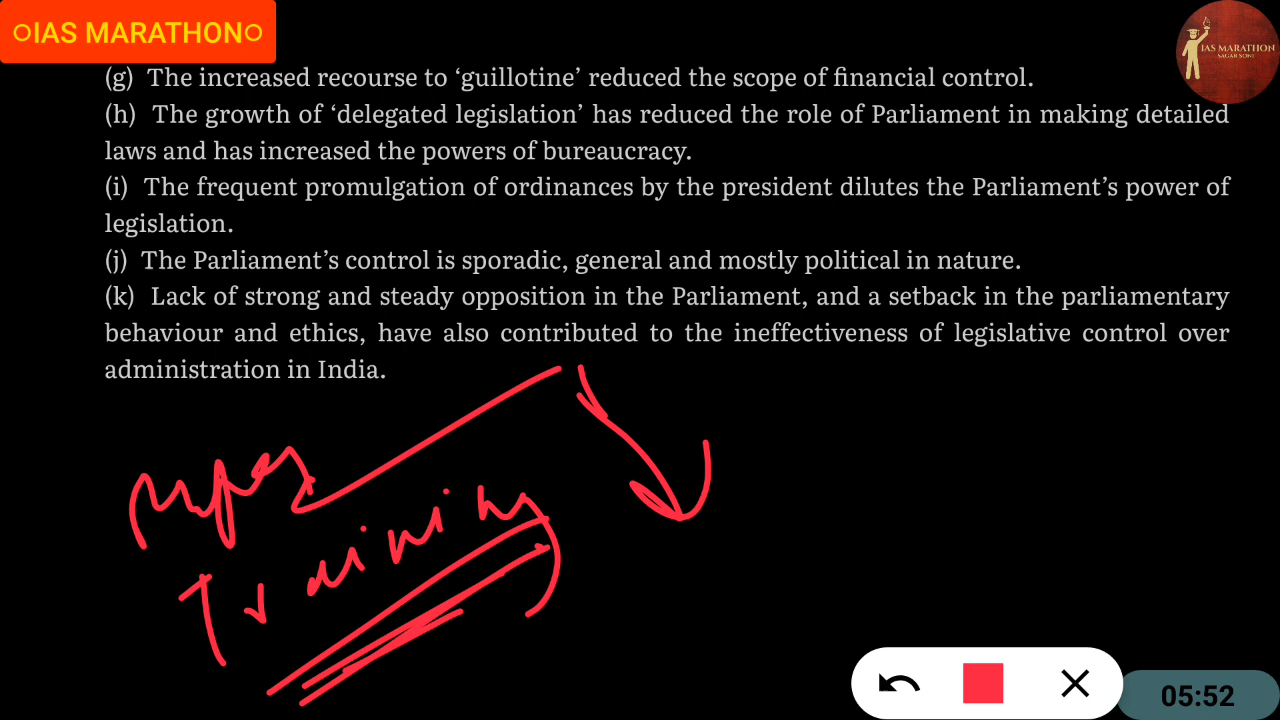 ○IAS MARATHON○
IAS MARATHON
SAGAR SONI
(g) The increased recourse to ‘guillotine’ reduced the scope of financial control.
(h) The growth of ‘delegated legislation’ has reduced the role of Parliament in making detailed
laws and has increased the powers of bureaucracy.
(i) The frequent promulgation of ordinances by the president dilutes the Parliament’s power of
legislation.
(j) The Parliament’s control is sporadic, general and mostly political in nature.
(k) Lack of strong and steady opposition in the Parliament, and a setback in the parliamentary
behaviour and ethics, have also contributed to the ineffectiveness of legislative control over
administration in India.
Training
05:52